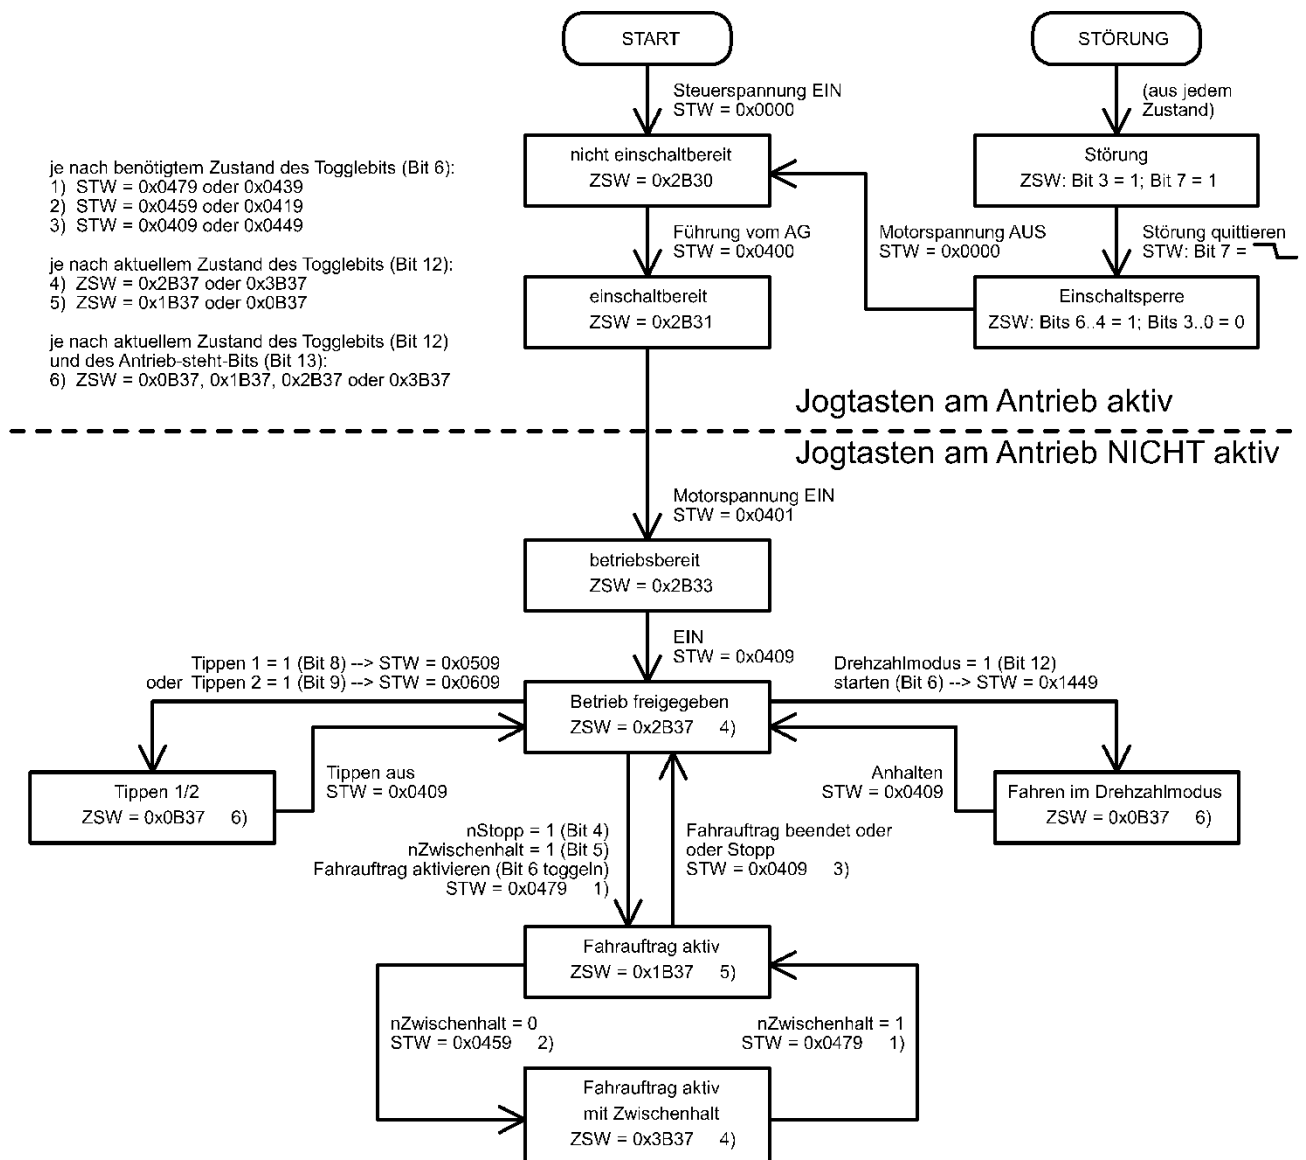 START
STÖRUNG
Steuerspannung EIN
STW = 0x0000
(aus jedem
Zustand)
nicht einschaltbereit
ZSW = 0x2B30
Störung
ZSW: Bit 3 = 1; Bit 7 = 1
je nach benötigtem Zustand des Togglebits (Bit 6):
1) STW = 0x0479 oder 0x0439
2) STW = 0x0459 oder 0x0419
3) STW = 0x0409 oder 0x0449
je nach aktuellem Zustand des Togglebits (Bit 12):
4) ZSW = 0x2B37 oder 0x3B37
5) ZSW = 0x1B37 oder 0x0B37
je nach aktuellem Zustand des Togglebits (Bit 12)
und des Antrieb-steht-Bits (Bit 13):
6) ZSW = 0x0B37, 0x1B37, 0x2B37 oder 0x3B37
Führung vom AG
STW = 0x0400
Motorspannung AUS
STW = 0x0000
Störung quittieren
STW: Bit 7 =
einschaltbereit
ZSW = 0x2B31
Einschaltsperre
ZSW: Bits 6..4 = 1; Bits 3..0 = 0
Jogtasten am Antrieb aktiv
Jogtasten am Antrieb NICHT aktiv
Motorspannung EIN
STW = 0x0401
betriebsbereit
ZSW = 0x2B33
EIN
STW = 0x0409
Tippen 1 = 1 (Bit 8) --> STW = 0x0509
oder Tippen 2 = 1 (Bit 9) --> STW = 0x0609
Drehzahlmodus = 1 (Bit 12)
starten (Bit 6) --> STW = 0x1449
Betrieb freigegeben
ZSW = 0x2B37 4)
Tippen 1/2
ZSW = 0x0B37 6)
Tippen aus
STW = 0x0409
Anhalten
STW = 0x0409
Fahren im Drehzahlmodus
ZSW = 0x0B37 6)
nStopp = 1 (Bit 4)
nZwischenhalt = 1 (Bit 5)
Fahrauftrag aktivieren (Bit 6 toggeln)
STW = 0x0479 1)
Fahrauftrag beendet oder
oder Stopp
STW = 0x0409 3)
Fahrauftrag aktiv
ZSW = 0x1B37 5)
nZwischenhalt = 0
STW = 0x0459 2)
nZwischenhalt = 1
STW = 0x0479 1)
Fahrauftrag aktiv
mit Zwischenhalt
ZSW = 0x3B37 4)